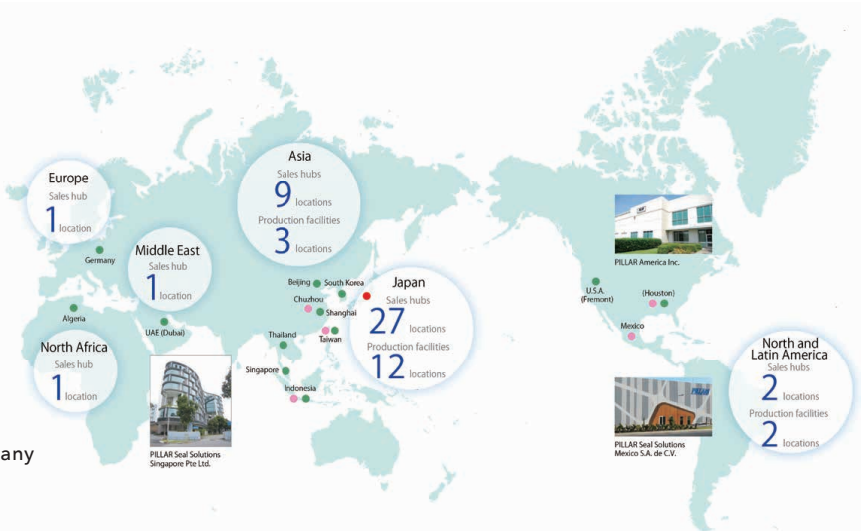 Europe
Sales hub
1 location
Germany
Middle East
Sales hub
1 location
UAE (Dubai)
Algeria
North Africa
Sales hub
1 location
Asia
Sales hubs
9 locations
Production facilities
3 locations
Beijing
South Korea
Chuzhou
Shanghai
Taiwan
Thailand
Singapore
Indonesia
Japan
Sales hubs
27 locations
Production facilities
12 locations
PILLAR Seal Solutions
Singapore Pte Ltd.
any
PILLAR America Inc.
U.S.A.
(Fremont)
(Houston)
Mexico
PILLAR
PILLAR Seal Solutions
Mexico S.A. de C.V.
North and
Latin America
Sales hubs
2 locations
Production facilities
2 locations